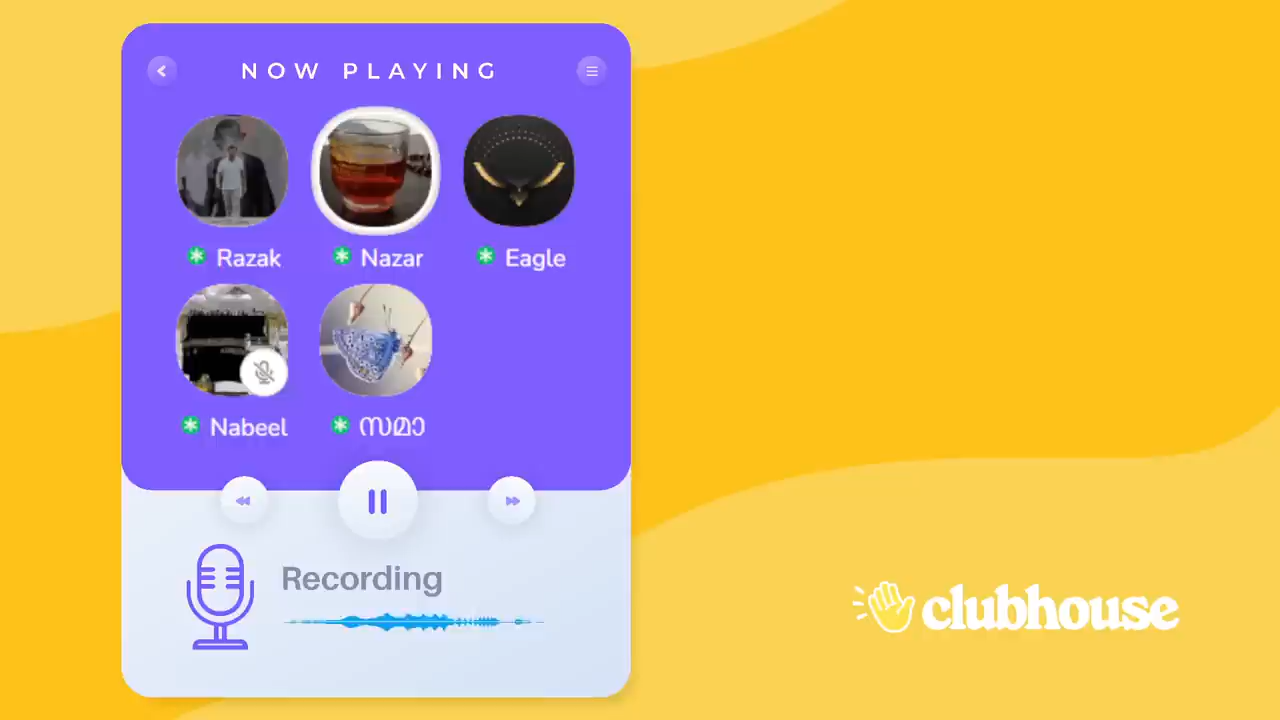 NOW PLAYING
Razak
Nazar
Eagle
Nabeel
സമാ
Recording
clubhouse